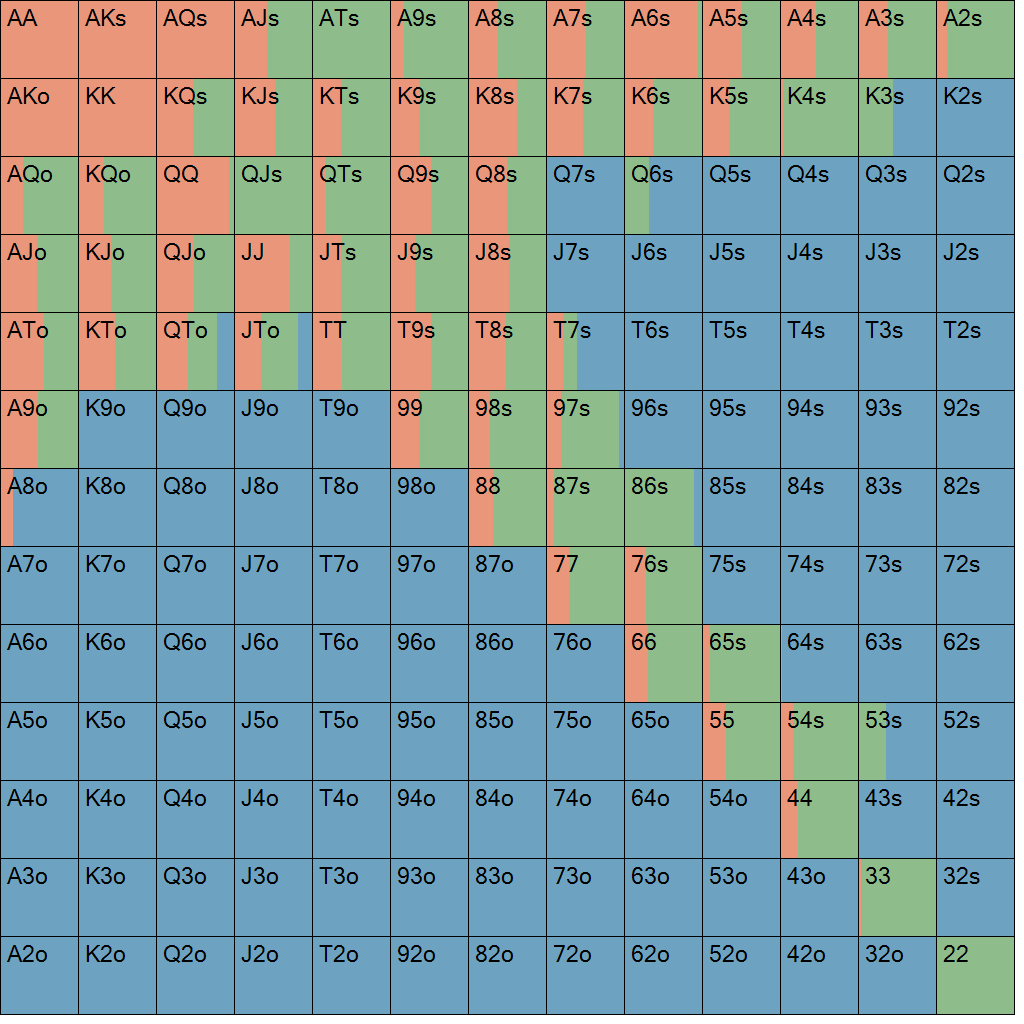 AA AKs AQs AJs ATs A9s A8s A7s A6s A5s A4s A3s A2s
AKo KK KQs KJs KTs K9s K8s K7s K6s K5s K4s K3s K2s
AQo KQo QQ QJs QTs Q9s Q8s Q7s Q6s Q5s Q4s Q3s Q2s
AJo KJo QJo JJ JTs J9s J8s J7s J6s J5s J4s J3s J2s
ATo KTo QTo JTo TT T9s T8s T7s T6s T5s T4s T3s T2s
A9o K9o Q9o J9o T9o 99 98s 97s 96s 95s 94s 93s 92s
A8o K8o Q8o J8o T8o 98o 88 87s 86s 85s 84s 83s 82s
A7o K7o Q7o J7o T7o 97o 87o 77 76s 75s 74s 73s 72s
A6o K6o Q6o J6o T6o 96o 86o 76o 66 65s 64s 63s 62s
A5o K5o Q5o J5o T5o 95o 85o 75o 65o 55 54s 53s 52s
A4o K4o Q4o J4o T4o 94o 84o 74o 64o 54o 44 43s 42s
A3o K3o Q3o J3o T3o 93o 83o 73o 63o 53o 43o 33 32s
A2o K2o Q2o J2o T2o 92o 82o 72o 62o 52o 42o 32o 22